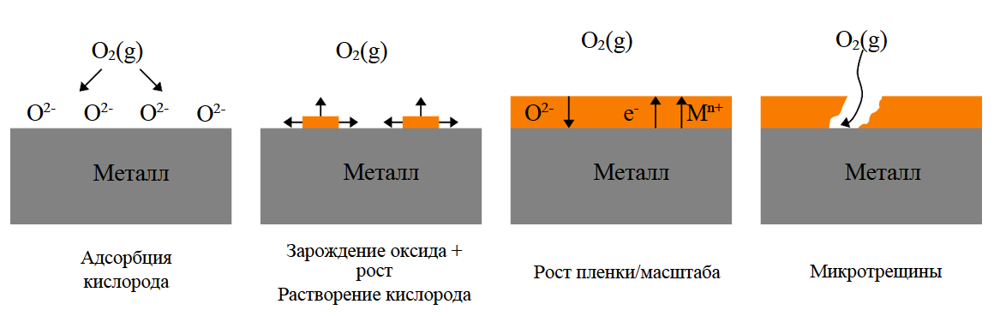 O₂(g)
O²⁻ O²⁻ O²⁻ O²⁻
Металл
Адсорбция
кислорода
O₂(g)
Металл
Зарождение оксида +
рост
Растворение кислорода
O₂(g)
O²⁻ e⁻ Mⁿ⁺
Металл
Рост пленки/масштаба
O₂(g)
Металл
Микротрещины